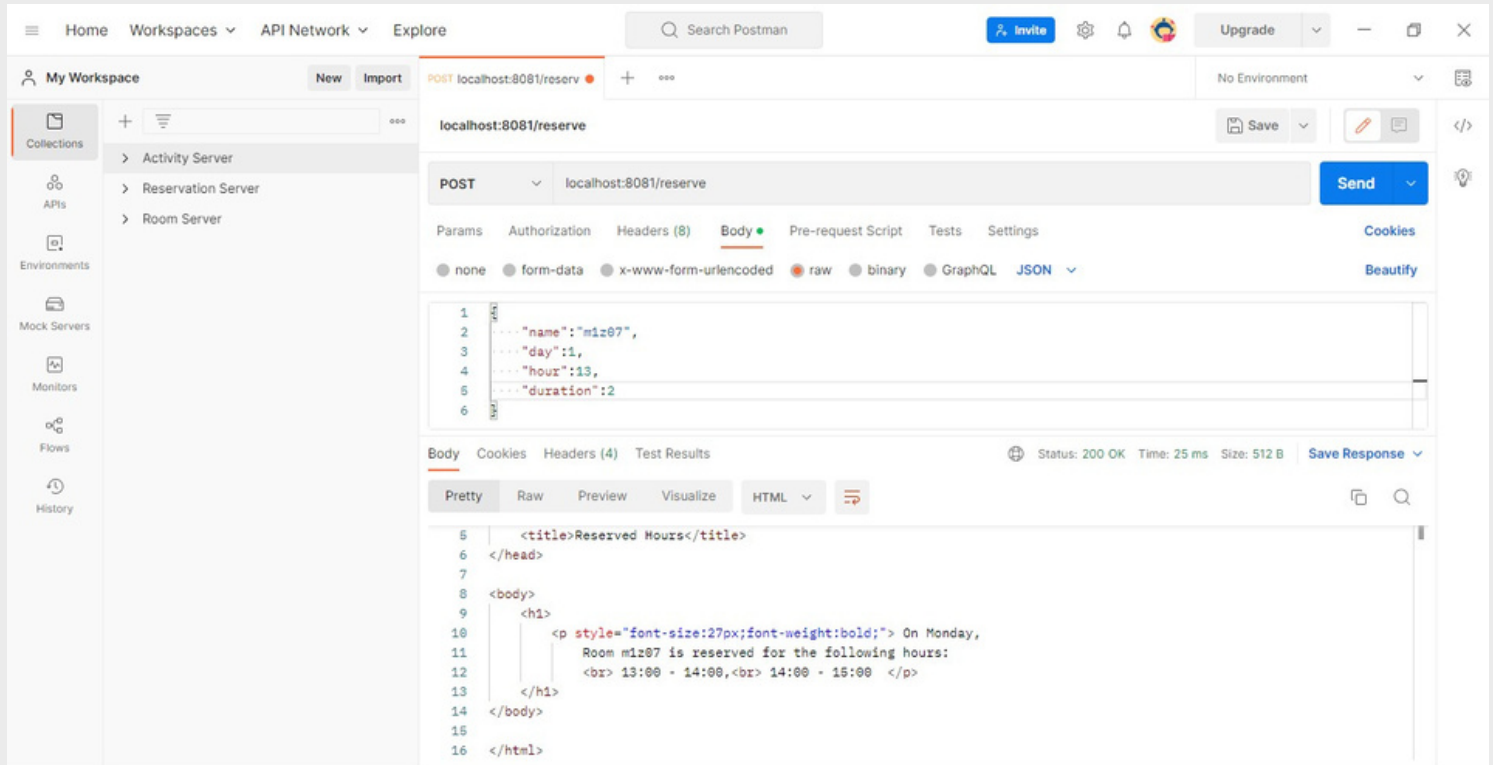 Home Workspaces API Network Explore Search Postman Invite Upgrade
My Workspace New Import POST localhost:8081/reserv No Environment
Collections
APIs
Environments
Mock Servers
Monitors
Flows
History
Activity Server
Reservation Server
Room Server
localhost:8081/reserve Save
POST localhost:8081/reserve Send
Params Authorization Headers (8) Body Pre-request Script Tests Settings Cookies
none form-data x-www-form-urlencoded raw binary GraphQL JSON Beautify
1 {
2 "name":"m1z07",
3 "day":1,
4 "hour":13,
5 "duration":2
6 }
Body Cookies Headers (4) Test Results Status: 200 OK Time: 25 ms Size: 512 B Save Response
Pretty Raw Preview Visualize HTML
5 <title>Reserved Hours</title>
6 </head>
7
8 <body>
9 <h1>
10 <p style="font-size:27px;font-weight:bold;"> On Monday,
11 Room m1z07 is reserved for the following hours:
12 <br> 13:00 - 14:00,<br> 14:00 - 15:00 </p>
13 </h1>
14 </body>
15
16 </html>